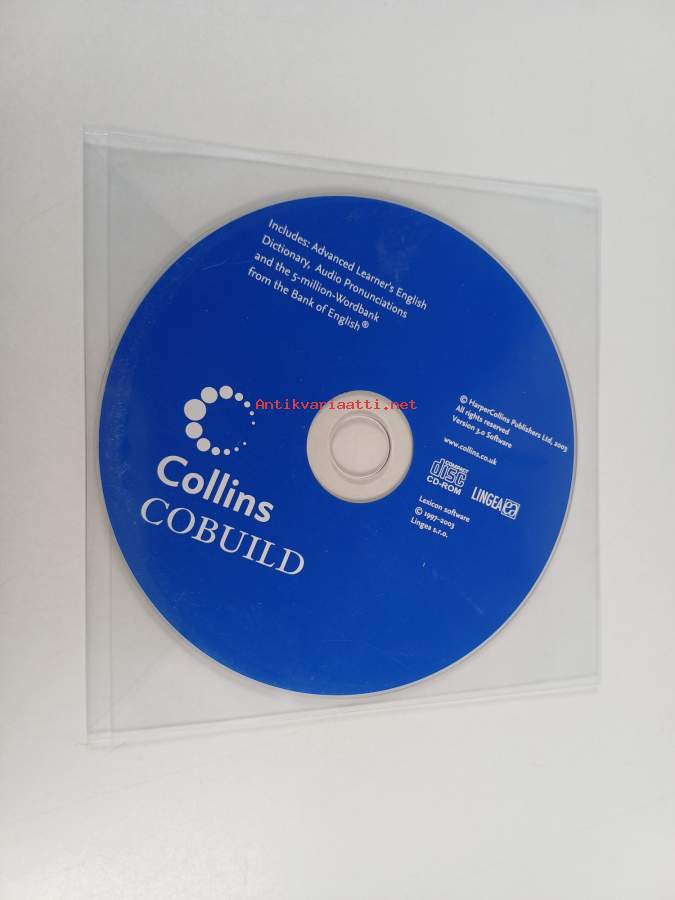 Includes: Advanced Learner's English
Dictionary, Audio Pronunciations
and the 5-million-Wordbank
from the Bank of English®
Antikvariaatti.net
Collins
COBUILD
© HarperCollins Publishers Ltd, 2003
All rights reserved
Version 3.0 Software
www.collins.co.uk
COMPACT
disc
CD-ROM
LINGEA
Lexicon software
© 1997-2003
Lingea s.r.o.